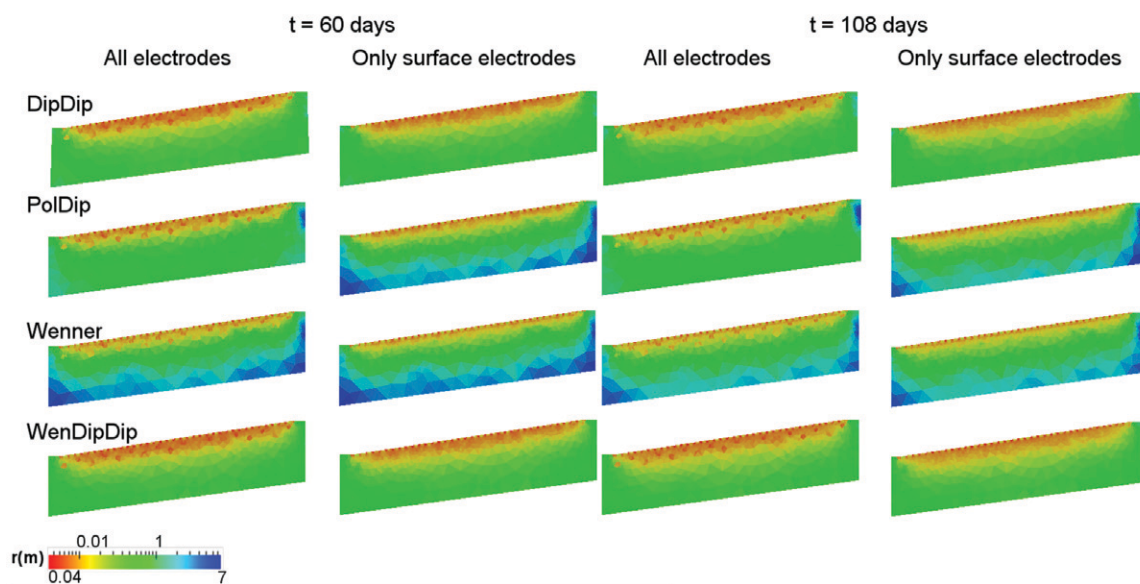 t = 60 days
t = 108 days
All electrodes
Only surface electrodes
All electrodes
Only surface electrodes
DipDip
PolDip
Wenner
WenDipDip
0.01
1
r(m)
0.04
7